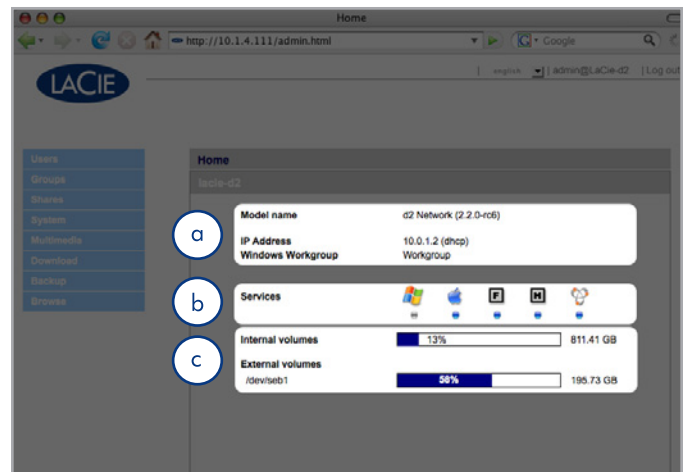 Home
http://10.1.4.111/admin.html
Google
LACIE
english | admin@LaCie-d2 | Log out
Users
Groups
Shares
System
Multimedia
Download
Backup
Browse
Home
lacie-d2
a
Model name d2 Network (2.2.0-rc6)
IP Address 10.0.1.2 (dhcp)
Windows Workgroup Workgroup
b
Services F M
c
Internal volumes 13% 811.41 GB
External volumes
/dev/seb1 58% 195.73 GB